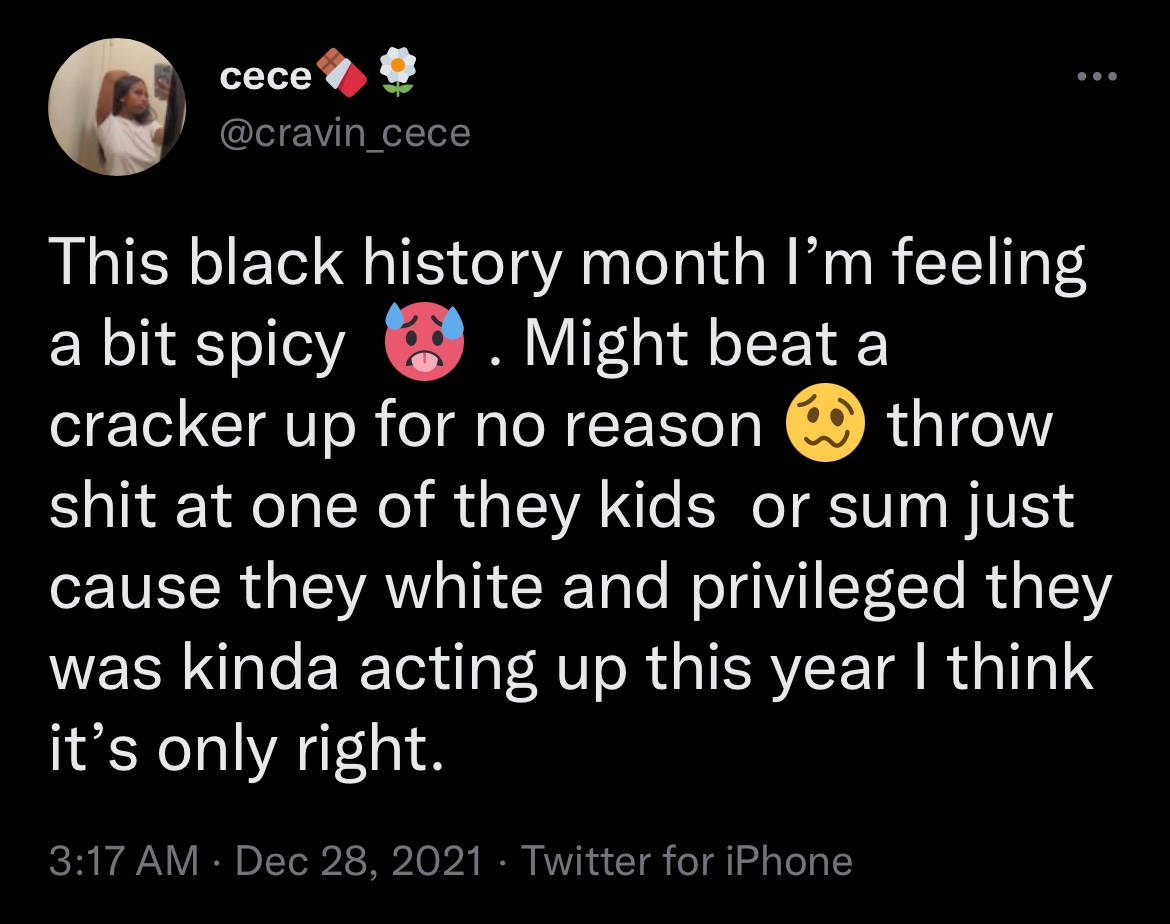 cece🍫🌼
@cravin_cece
This black history month I’m feeling
a bit spicy 🥵 . Might beat a
cracker up for no reason 🥴 throw
shit at one of they kids  or sum just
cause they white and privileged they
was kinda acting up this year I think
it’s only right.
3:17 AM · Dec 28, 2021 · Twitter for iPhone